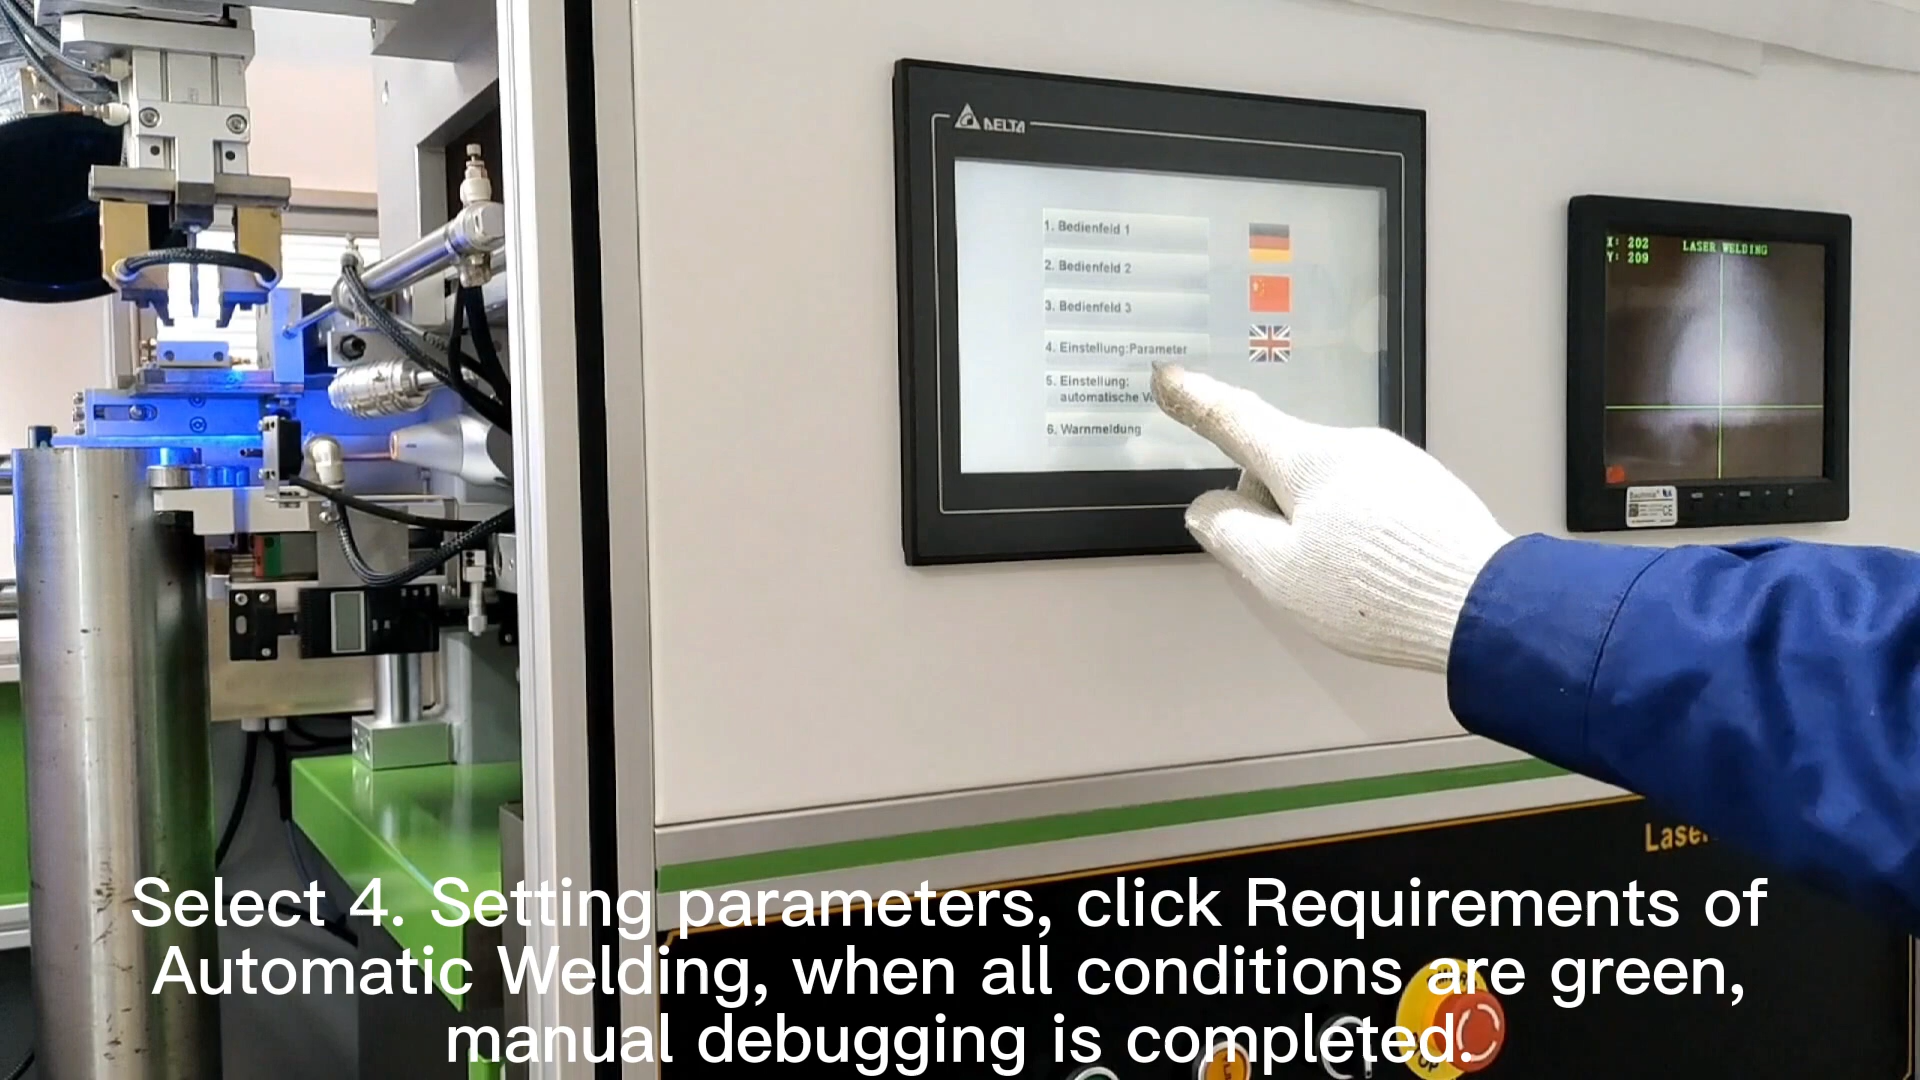 DELTA
1. Bedienfeld 1
2. Bedienfeld 2
3. Bedienfeld 3
4. Einstellung:Parameter
5. Einstellung:
automatische
6. Warnmeldung
X: 202
LASER WELDING
Y: 209
CE
Select 4. Setting parameters, click Requirements of
Automatic Welding, when all conditions are green,
manual debugging is completed.